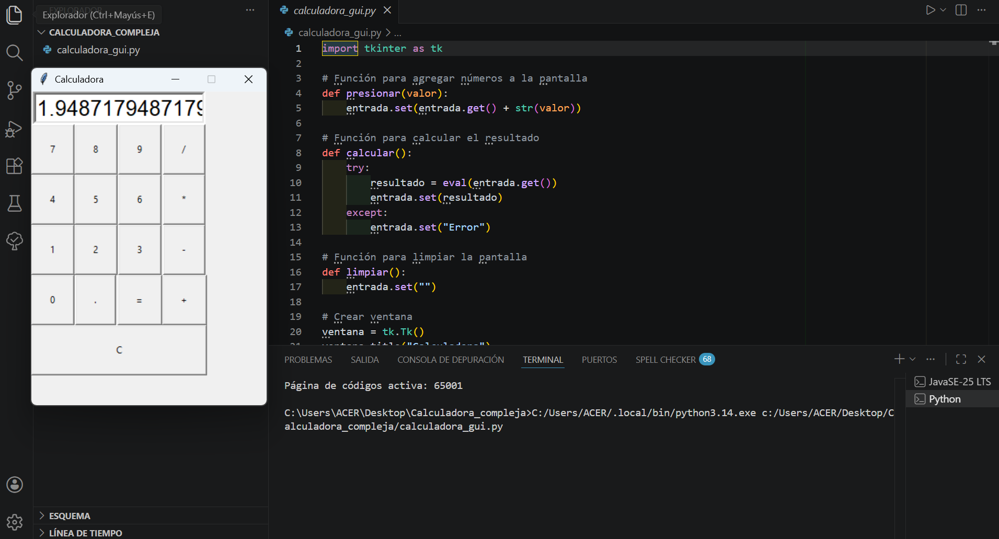 EXPLORADOR
Explorador (Ctrl+Mayús+E)
CALCULADORA_COMPLEJA
calculadora_gui.py
Calculadora
1.9487179487179
7 8 9 /
4 5 6 *
1 2 3 -
0 . = +
C
ESQUEMA
LÍNEA DE TIEMPO
calculadora_gui.py
calculadora_gui.py > ...
1 import tkinter as tk
2
3 # Función para agregar números a la pantalla
4 def presionar(valor):
5 entrada.set(entrada.get() + str(valor))
6
7 # Función para calcular el resultado
8 def calcular():
9 try:
10 resultado = eval(entrada.get())
11 entrada.set(resultado)
12 except:
13 entrada.set("Error")
14
15 # Función para limpiar la pantalla
16 def limpiar():
17 entrada.set("")
18
19 # Crear ventana
20 ventana = tk.Tk()
21 ventana.title("Calculadora")
PROBLEMAS SALIDA CONSOLA DE DEPURACIÓN TERMINAL PUERTOS SPELL CHECKER 68
Página de códigos activa: 65001
C:\Users\ACER\Desktop\Calculadora_compleja>C:/Users/ACER/.local/bin/python3.14.exe c:/Users/ACER/Desktop/C
alculadora_compleja/calculadora_gui.py
JavaSE-25 LTS
Python